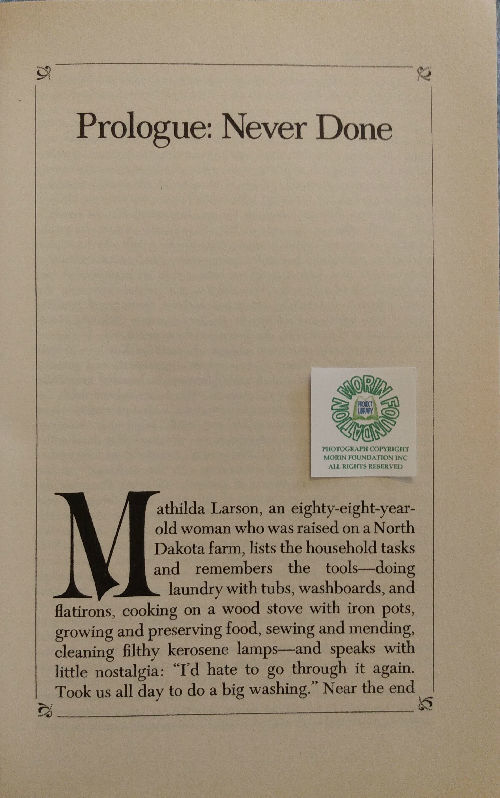 Prologue: Never Done
MORIN FOUNDATION
PROJECT
LIBRARY
PHOTOGRAPH COPYRIGHT
MORIN FOUNDATION INC
ALL RIGHTS RESERVED
Mathilda Larson, an eighty-eight-year-
old woman who was raised on a North
Dakota farm, lists the household tasks
and remembers the tools—doing
laundry with tubs, washboards, and
flatirons, cooking on a wood stove with iron pots,
growing and preserving food, sewing and mending,
cleaning filthy kerosene lamps—and speaks with
little nostalgia: “I’d hate to go through it again.
Took us all day to do a big washing.” Near the end